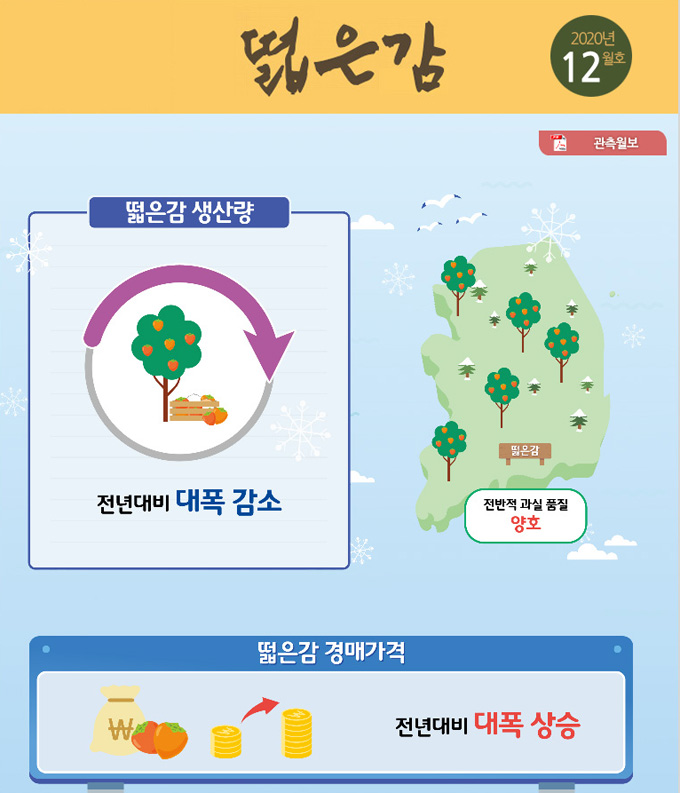 떫은감
2020년
12월호
관측월보
떫은감 생산량
전년대비 대폭 감소
떫은감
전반적 과실 품질
양호
떫은감 경매가격
₩
전년대비 대폭 상승